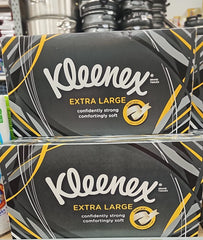 Kleenex
EXTRA LARGE
confidently strong
comfortingly soft
Kleenex
EXTRA LARGE
confidently strong
comfortingly soft